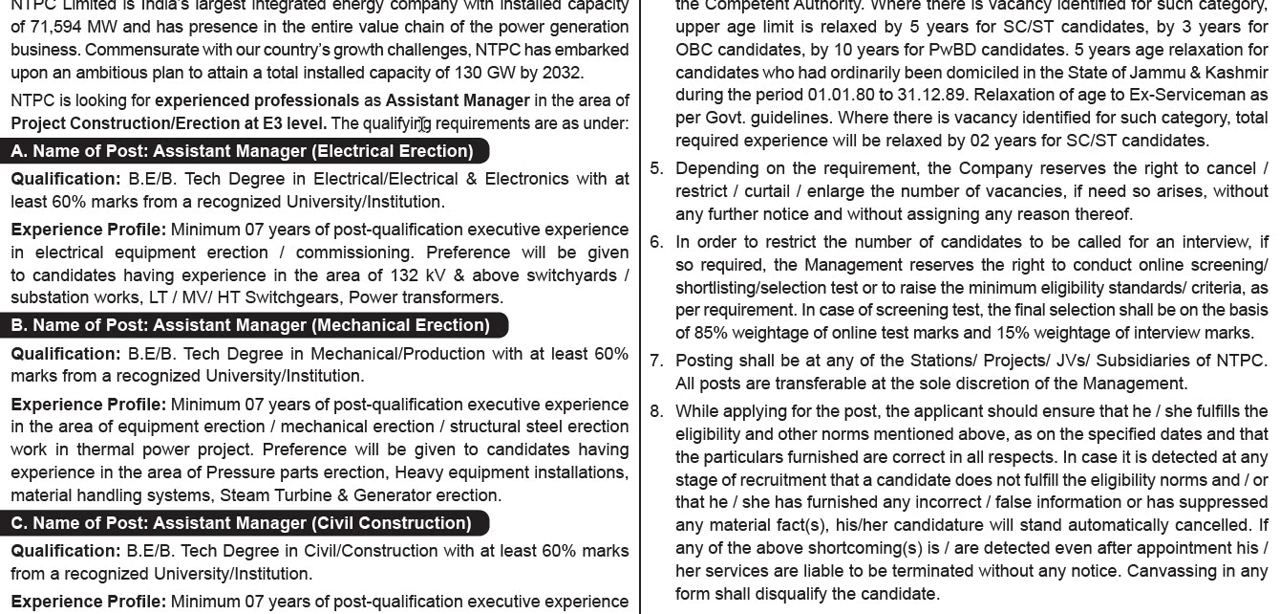 NTPC Limited is India's largest integrated energy company with installed capacity
of 71,594 MW and has presence in the entire value chain of the power generation
business. Commensurate with our country's growth challenges, NTPC has embarked
upon an ambitious plan to attain a total installed capacity of 130 GW by 2032.
NTPC is looking for experienced professionals as Assistant Manager in the area of
Project Construction/Erection at E3 level. The qualifying requirements are as under:
A. Name of Post: Assistant Manager (Electrical Erection)
Qualification: B.E/B. Tech Degree in Electrical/Electrical & Electronics with at
least 60% marks from a recognized University/Institution.
Experience Profile: Minimum 07 years of post-qualification executive experience
in electrical equipment erection / commissioning. Preference will be given
to candidates having experience in the area of 132 kV & above switchyards /
substation works, LT / MV/ HT Switchgears, Power transformers.
B. Name of Post: Assistant Manager (Mechanical Erection)
Qualification: B.E/B. Tech Degree in Mechanical/Production with at least 60%
marks from a recognized University/Institution.
Experience Profile: Minimum 07 years of post-qualification executive experience
in the area of equipment erection / mechanical erection / structural steel erection
work in thermal power project. Preference will be given to candidates having
experience in the area of Pressure parts erection, Heavy equipment installations,
material handling systems, Steam Turbine & Generator erection.
C. Name of Post: Assistant Manager (Civil Construction)
Qualification: B.E/B. Tech Degree in Civil/Construction with at least 60% marks
from a recognized University/Institution.
Experience Profile: Minimum 07 years of post-qualification executive experience
the Competent Authority. Where there is vacancy identified for such category,
upper age limit is relaxed by 5 years for SC/ST candidates, by 3 years for
OBC candidates, by 10 years for PwBD candidates. 5 years age relaxation for
candidates who had ordinarily been domiciled in the State of Jammu & Kashmir
during the period 01.01.80 to 31.12.89. Relaxation of age to Ex-Serviceman as
per Govt. guidelines. Where there is vacancy identified for such category, total
required experience will be relaxed by 02 years for SC/ST candidates.
5. Depending on the requirement, the Company reserves the right to cancel /
restrict / curtail / enlarge the number of vacancies, if need so arises, without
any further notice and without assigning any reason thereof.
6. In order to restrict the number of candidates to be called for an interview, if
so required, the Management reserves the right to conduct online screening/
shortlisting/selection test or to raise the minimum eligibility standards/ criteria, as
per requirement. In case of screening test, the final selection shall be on the basis
of 85% weightage of online test marks and 15% weightage of interview marks.
7. Posting shall be at any of the Stations/ Projects/ JVs/ Subsidiaries of NTPC.
All posts are transferable at the sole discretion of the Management.
8. While applying for the post, the applicant should ensure that he / she fulfills the
eligibility and other norms mentioned above, as on the specified dates and that
the particulars furnished are correct in all respects. In case it is detected at any
stage of recruitment that a candidate does not fulfill the eligibility norms and / or
that he / she has furnished any incorrect / false information or has suppressed
any material fact(s), his/her candidature will stand automatically cancelled. If
any of the above shortcoming(s) is / are detected even after appointment his /
her services are liable to be terminated without any notice. Canvassing in any
form shall disqualify the candidate.